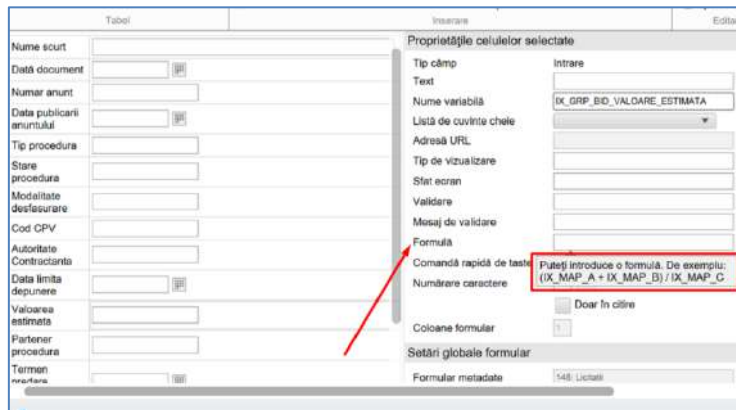 Tabel
Inserare
Edita
Nume scurt
Dată document
Numar anunt
Data publicarii
anuntului
Tip procedura
Stare
procedura
Modalitate
desfasurare
Cod CPV
Autoritate
Contractanta
Data limita
depunere
Valoarea
estimata
Partener
procedura
Termen
predare
Proprietăţile celulelor selectate
Tip câmp Intrare
Text
Nume variabilă IX_GRP_BID_VALOARE_ESTIMATA
Listă de cuvinte cheie
Adresă URL
Tip de vizualizare
Sfat ecran
Validare
Mesaj de validare
Formulă
Comandă rapidă de taste
Puteţi introduce o formulă. De exemplu:
(IX_MAP_A + IX_MAP_B) / IX_MAP_C
Numărare caractere
Doar în citire
Coloane formular 1
Setări globale formular
Formular metadate 148 Licitatii